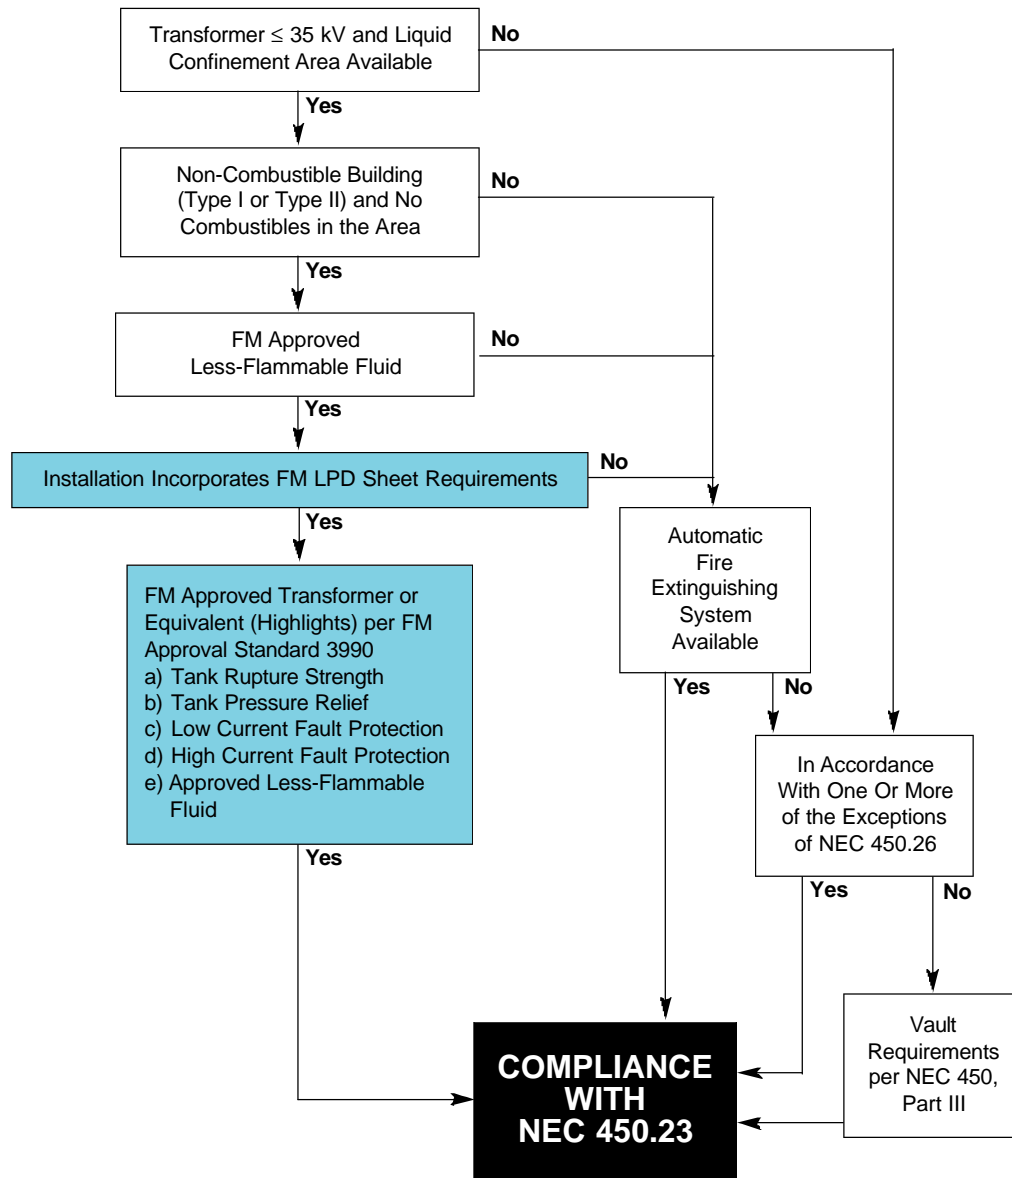 Transformer ≤ 35 kV and Liquid
Confinement Area Available
No
Yes
Non-Combustible Building
(Type I or Type II) and No
Combustibles in the Area
No
Yes
FM Approved
Less-Flammable Fluid
No
Yes
Installation Incorporates FM LPD Sheet Requirements
No
Yes
FM Approved Transformer or
Equivalent (Highlights) per FM
Approval Standard 3990
a) Tank Rupture Strength
b) Tank Pressure Relief
c) Low Current Fault Protection
d) High Current Fault Protection
e) Approved Less-Flammable
Fluid
Yes
Automatic
Fire
Extinguishing
System
Available
Yes
No
In Accordance
With One Or More
of the Exceptions
of NEC 450.26
Yes
No
Vault
Requirements
per NEC 450,
Part III
COMPLIANCE
WITH
NEC 450.23